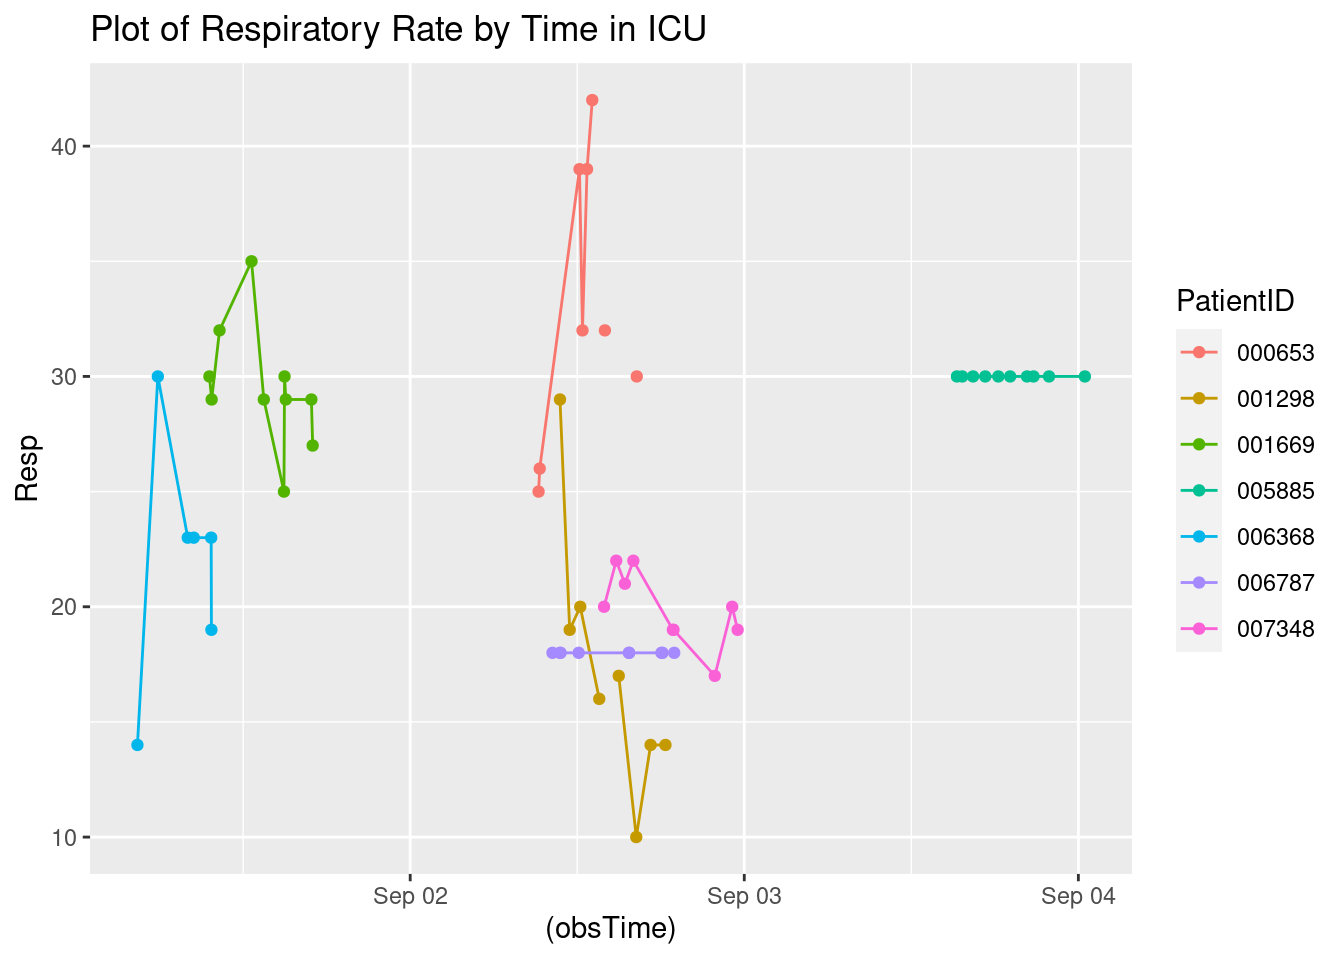 Plot of Respiratory Rate by Time in ICU
40
30
20
10
Resp
Sep 02
Sep 03
Sep 04
(obsTime)
PatientID
000653
001298
001669
005885
006368
006787
007348